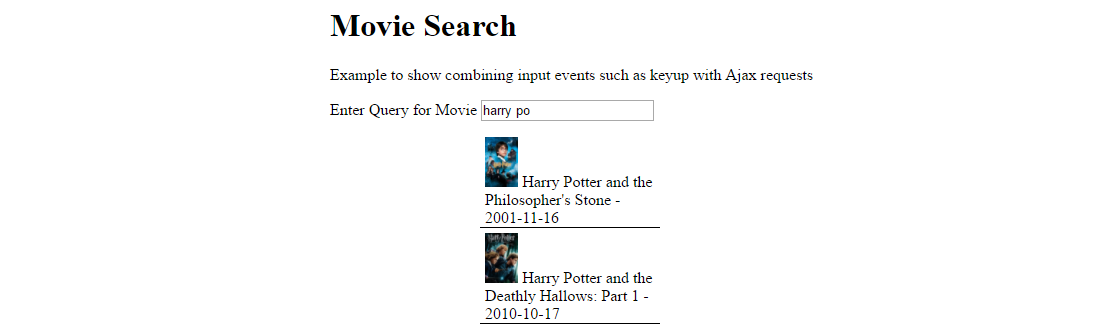 Movie Search
Example to show combining input events such as keyup with Ajax requests
Enter Query for Movie harry po
Harry Potter and the
Philosopher's Stone -
2001-11-16
Harry Potter and the
Deathly Hallows: Part 1 -
2010-10-17